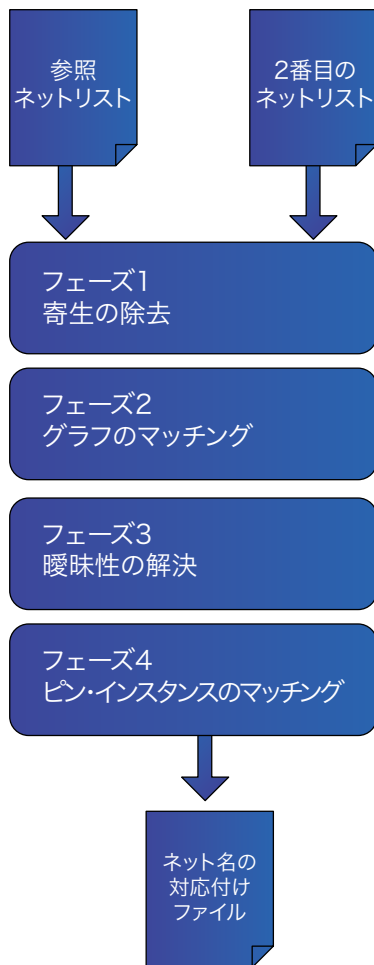 参照
ネットリスト
2番目の
ネットリスト
フェーズ1
寄生の除去
フェーズ2
グラフのマッチング
フェーズ3
曖昧性の解決
フェーズ4
ピン・インスタンスのマッチング
ネット名の
対応付け
ファイル